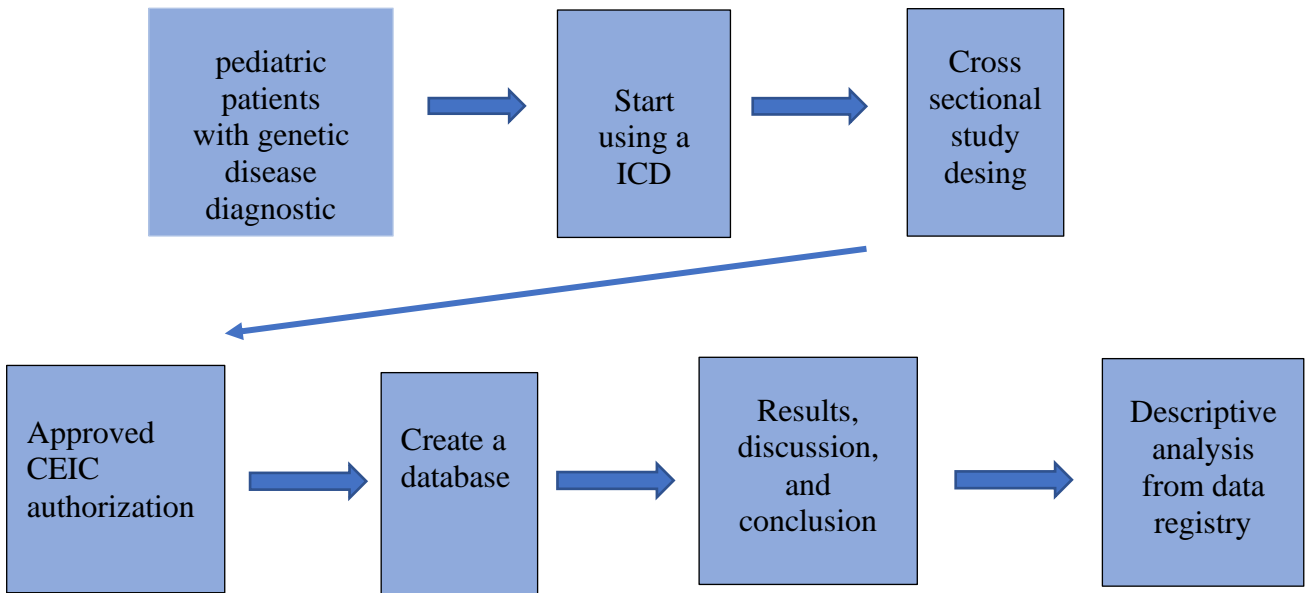 pediatric
patients
with genetic
disease
diagnostic
Start
using a
ICD
Cross
sectional
study
desing
Approved
CEIC
authorization
Create a
database
Results,
discussion,
and
conclusion
Descriptive
analysis
from data
registry